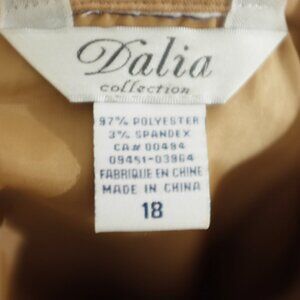 Dalia
collection
97% POLYESTER
3% SPANDEX
CA# 00494
09451-03964
FABRIQUE EN CHINE
MADE IN CHINA
18